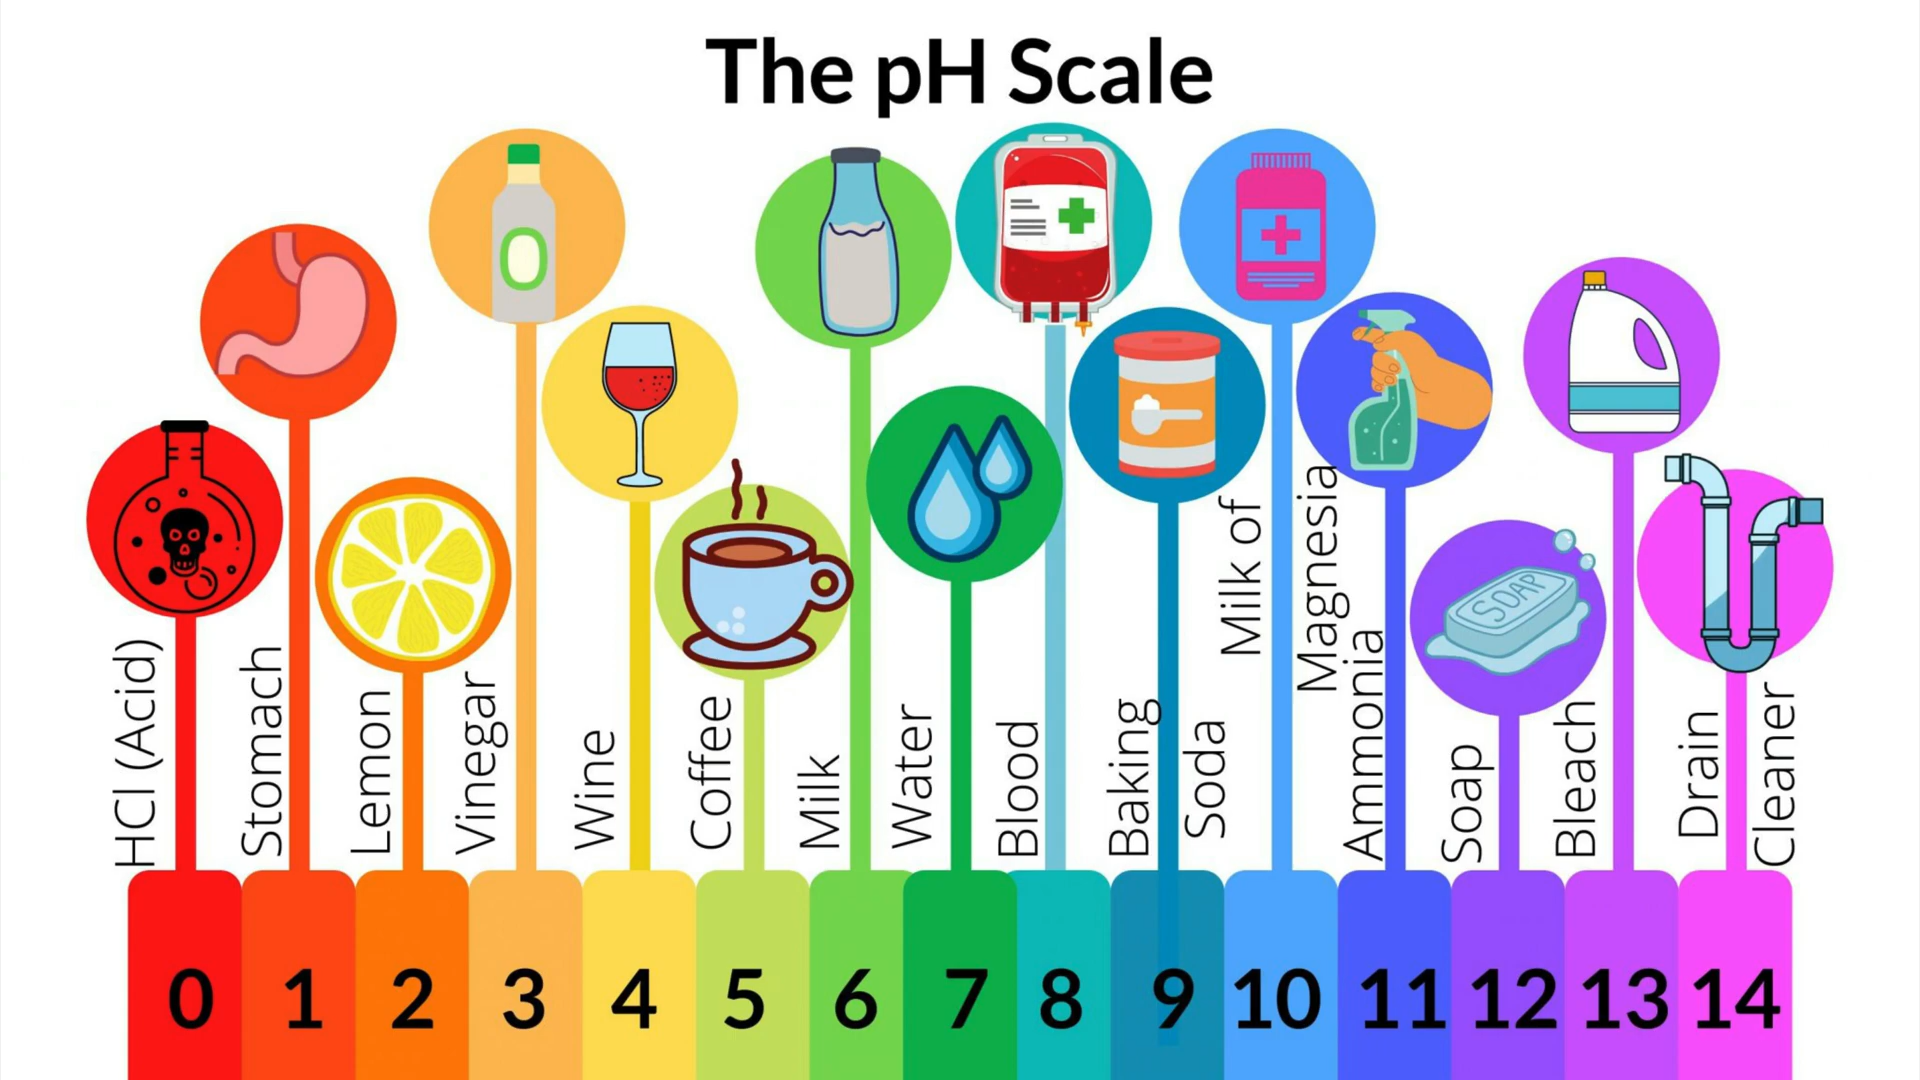 The pH Scale
HCl (Acid)
Stomach
Lemon
Vinegar
Wine
Coffee
Milk
Water
Blood
Baking
Soda
Milk of
Magnesia
Ammonia
Soap
SOAP
Bleach
Drain
Cleaner
0 1 2 3 4 5 6 7 8 9 10 11 12 13 14